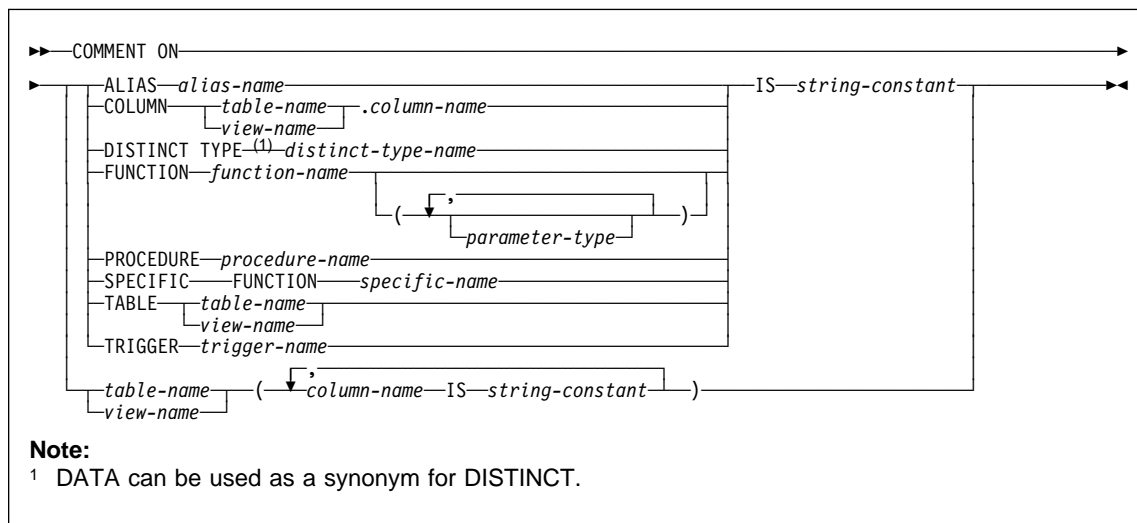 COMMENT ON
ALIAS alias-name IS string-constant
COLUMN table-name .column-name
view-name
DISTINCT TYPE (1) distinct-type-name
FUNCTION function-name
,
( parameter-type )
PROCEDURE procedure-name
SPECIFIC FUNCTION specific-name
TABLE table-name
view-name
TRIGGER trigger-name
,
table-name ( column-name IS string-constant )
view-name
Note:
1 DATA can be used as a synonym for DISTINCT.